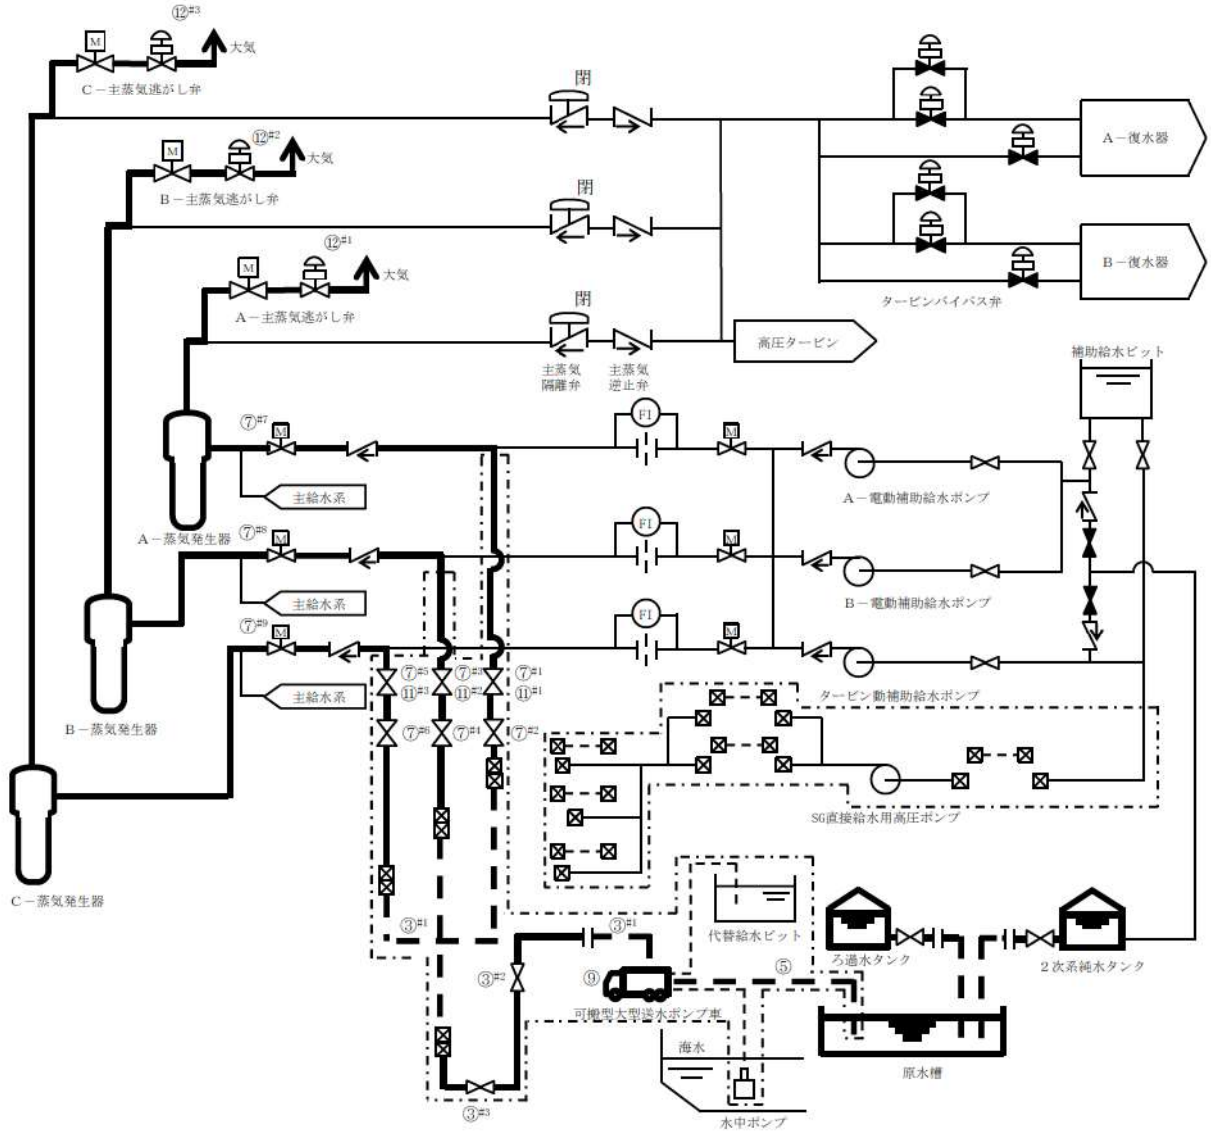 ⑫#3
M
大気
C－主蒸気逃がし弁
閉
⑫#2
M
大気
B－主蒸気逃がし弁
A－復水器
閉
⑫#1
M
大気
A－主蒸気逃がし弁
B－復水器
タービンバイパス弁
閉
高圧タービン
主蒸気
隔離弁
主蒸気
逆止弁
補助給水ピット
⑦#7
M
FI
M
主給水系
A－電動補助給水ポンプ
A－蒸気発生器
⑦#8
M
FI
M
主給水系
B－電動補助給水ポンプ
⑦#9
M
FI
M
⑦#5
⑪#3
⑦#3
⑪#2
⑦#1
⑪#1
主給水系
タービン動補助給水ポンプ
B－蒸気発生器
⑦#6
⑦#4
⑦#2
SG直接給水用高圧ポンプ
C－蒸気発生器
③#1
③#1
代替給水ピット
ろ過水タンク
2次系純水タンク
③#2
⑨
⑤
可搬型大型送水ポンプ車
海水
原水槽
③#3
水中ポンプ